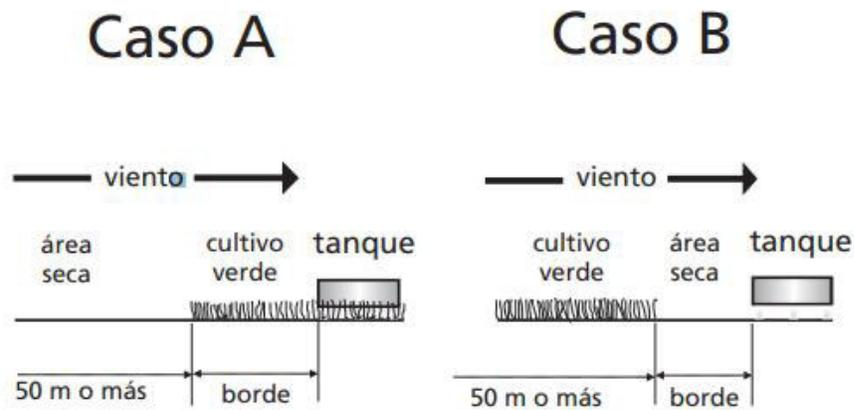 Caso A
viento
área
seca
cultivo
verde
tanque
50 m o más
borde
Caso B
viento
cultivo
verde
área
seca
tanque
50 m o más
borde